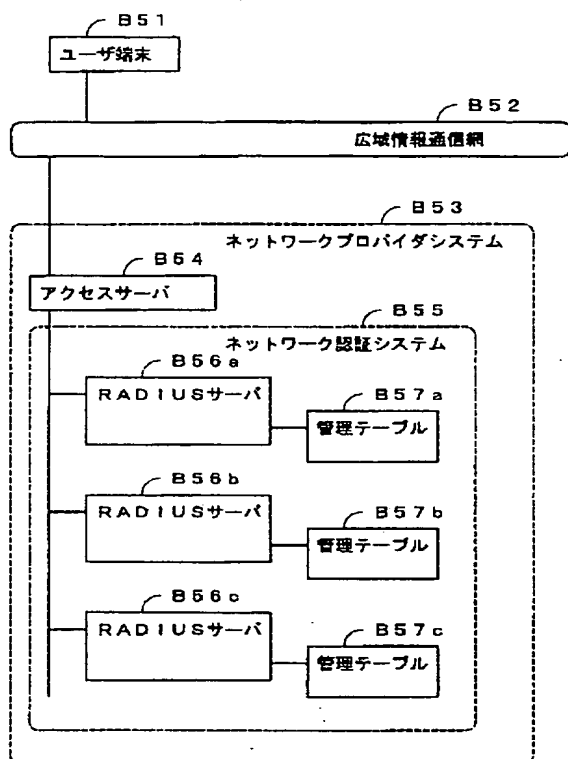 B51
ユーザ端末
B52
広域情報通信網
B53
ネットワークプロバイダシステム
B54
アクセスサーバ
B55
ネットワーク認証システム
B56a
RADIUSサーバ
B57a
管理テーブル
B56b
RADIUSサーバ
B57b
管理テーブル
B56c
RADIUSサーバ
B57c
管理テーブル